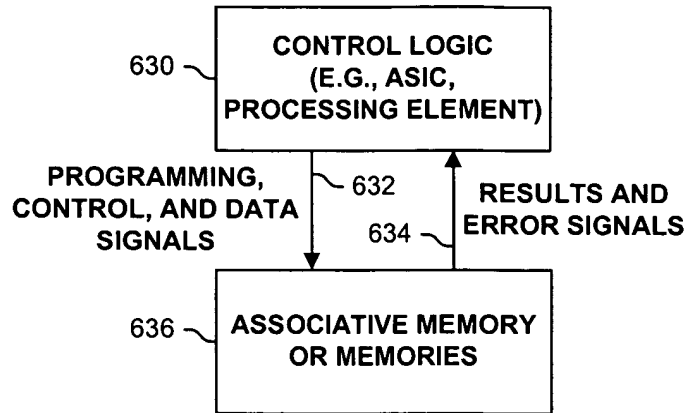 CONTROL LOGIC
(E.G., ASIC,
PROCESSING ELEMENT)
630
PROGRAMMING,
CONTROL, AND DATA
SIGNALS
632
634
RESULTS AND
ERROR SIGNALS
636
ASSOCIATIVE MEMORY
OR MEMORIES